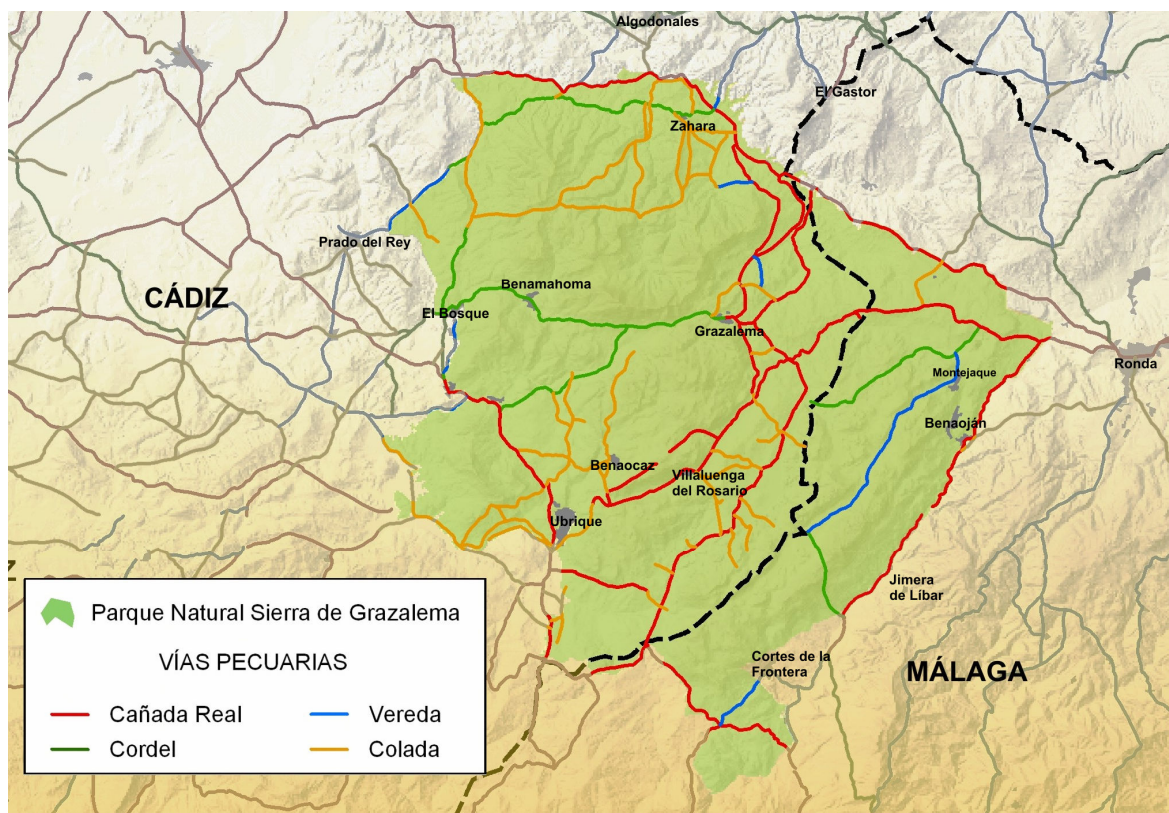 Algodonales
El Gastor
Zahara
Prado del Rey
CÁDIZ
Benamahoma
El Bosque
Grazalema
Ronda
Montejaque
Benaoján
Benaocaz
Villaluenga
del Rosario
Ubrique
Jimera
de Líbar
Cortes de la
Frontera
MÁLAGA
Parque Natural Sierra de Grazalema
VÍAS PECUARIAS
Cañada Real
Vereda
Cordel
Colada